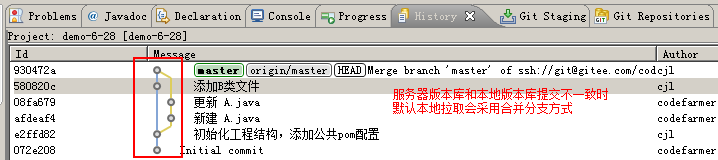 Problems @ Javadoc Declaration Console Progress History Git Staging Git Repositories
Project: demo-6-28 [demo-6-28]
Id Message Author
930472a master origin/master HEAD Merge branch 'master' of ssh://git@gitee.com/cod cjl
580820c 添加B类文件 cjl
08fa679 更新 A.java codefarmer
afdeaf4 新建 A.java codefarmer
e2ffd82 初始化工程结构，添加公共pom配置 cjl
072e208 Initial commit codefarmer
服务器版本库和本地版本库提交不一致时
默认本地拉取会采用合并分支方式